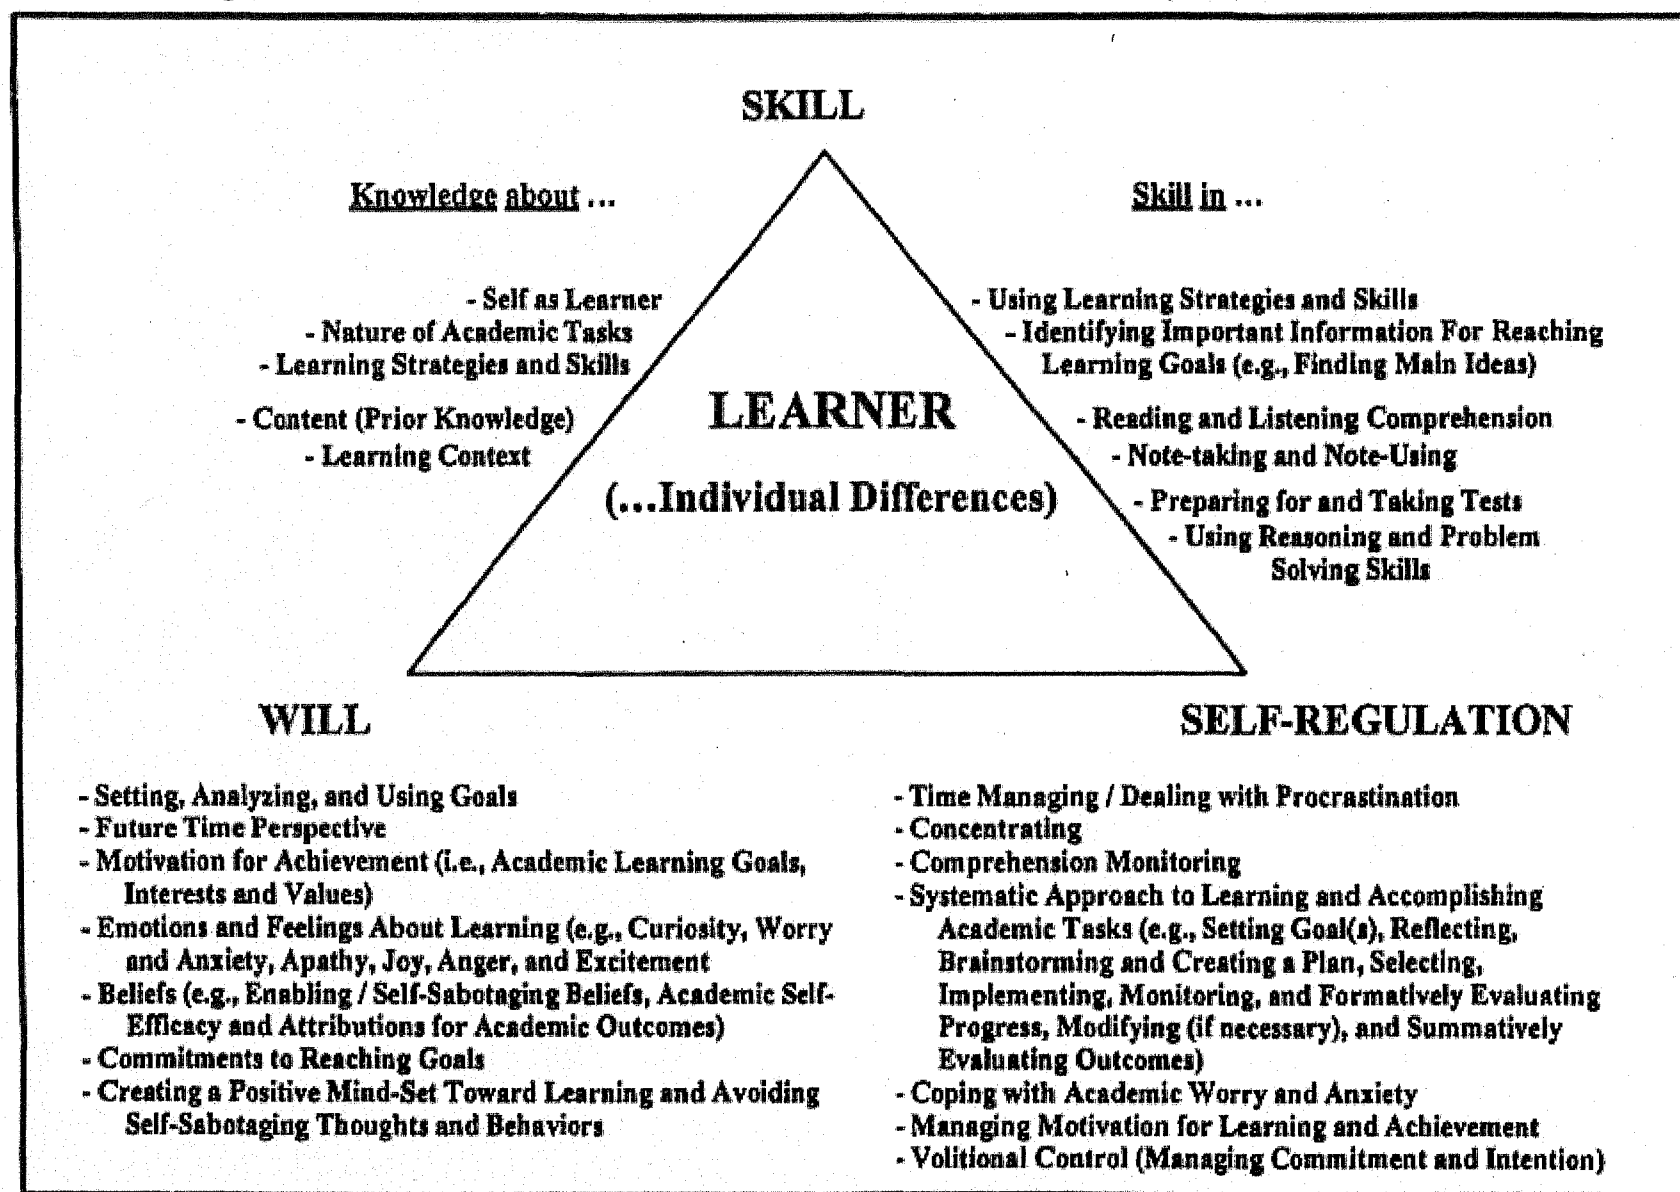 SKILL
Knowledge about ...
- Self as Learner
- Nature of Academic Tasks
- Learning Strategies and Skills
- Content (Prior Knowledge)
- Learning Context
Skill in ...
- Using Learning Strategies and Skills
- Identifying Important Information For Reaching
Learning Goals (e.g., Finding Main Ideas)
- Reading and Listening Comprehension
- Note-taking and Note-Using
- Preparing for and Taking Tests
- Using Reasoning and Problem
Solving Skills
LEARNER
(...Individual Differences)
WILL
- Setting, Analyzing, and Using Goals
- Future Time Perspective
- Motivation for Achievement (i.e., Academic Learning Goals,
Interests and Values)
- Emotions and Feelings About Learning (e.g., Curiosity, Worry
and Anxiety, Apathy, Joy, Anger, and Excitement
- Beliefs (e.g., Enabling / Self-Sabotaging Beliefs, Academic Self-
Efficacy and Attributions for Academic Outcomes)
- Commitments to Reaching Goals
- Creating a Positive Mind-Set Toward Learning and Avoiding
Self-Sabotaging Thoughts and Behaviors
SELF-REGULATION
- Time Managing / Dealing with Procrastination
- Concentrating
- Comprehension Monitoring
- Systematic Approach to Learning and Accomplishing
Academic Tasks (e.g., Setting Goal(s), Reflecting,
Brainstorming and Creating a Plan, Selecting,
Implementing, Monitoring, and Formatively Evaluating
Progress, Modifying (if necessary), and Summatively
Evaluating Outcomes)
- Coping with Academic Worry and Anxiety
- Managing Motivation for Learning and Achievement
- Volitional Control (Managing Commitment and Intention)